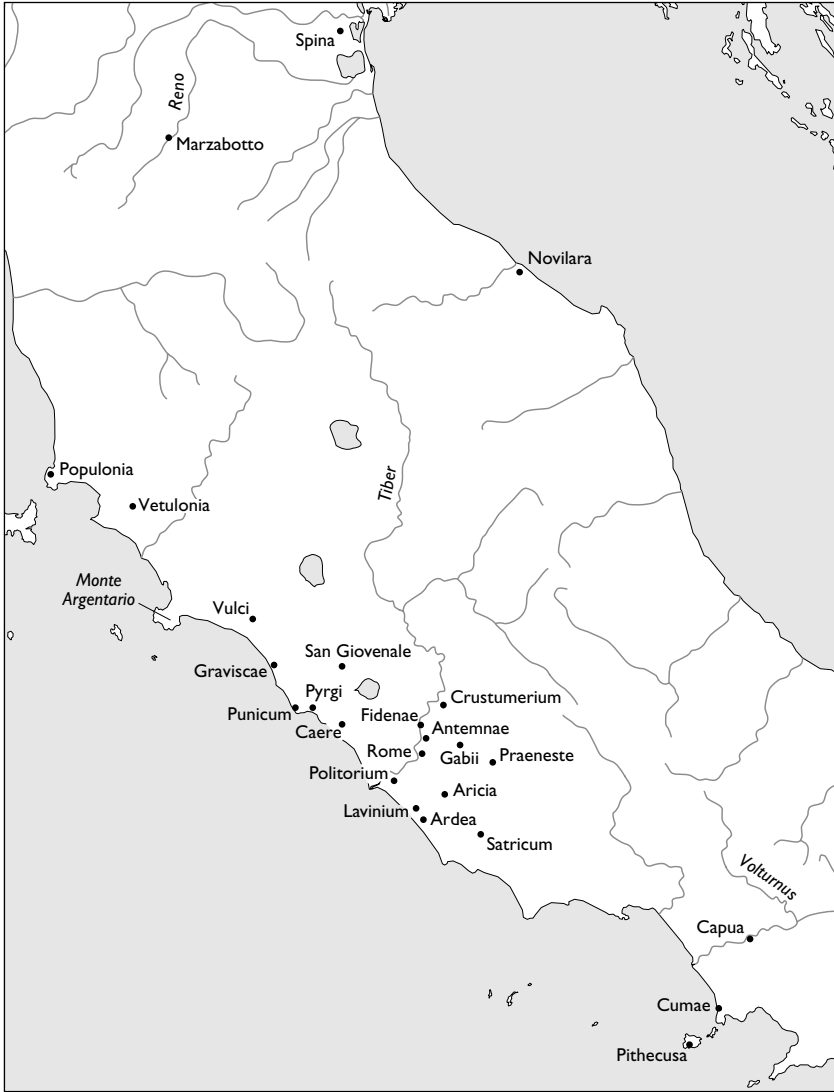 Spina
Reno
Marzabotto
Novilara
Populonia
Tiber
Vetulonia
Monte
Argentario
Vulci
San Giovenale
Graviscae
Pyrgi
Crustumerium
Punicum
Fidenae
Caere
Antemnae
Rome
Gabii
Praeneste
Politorium
Aricia
Lavinium
Ardea
Satricum
Volturnus
Capua
Cumae
Pithecusa